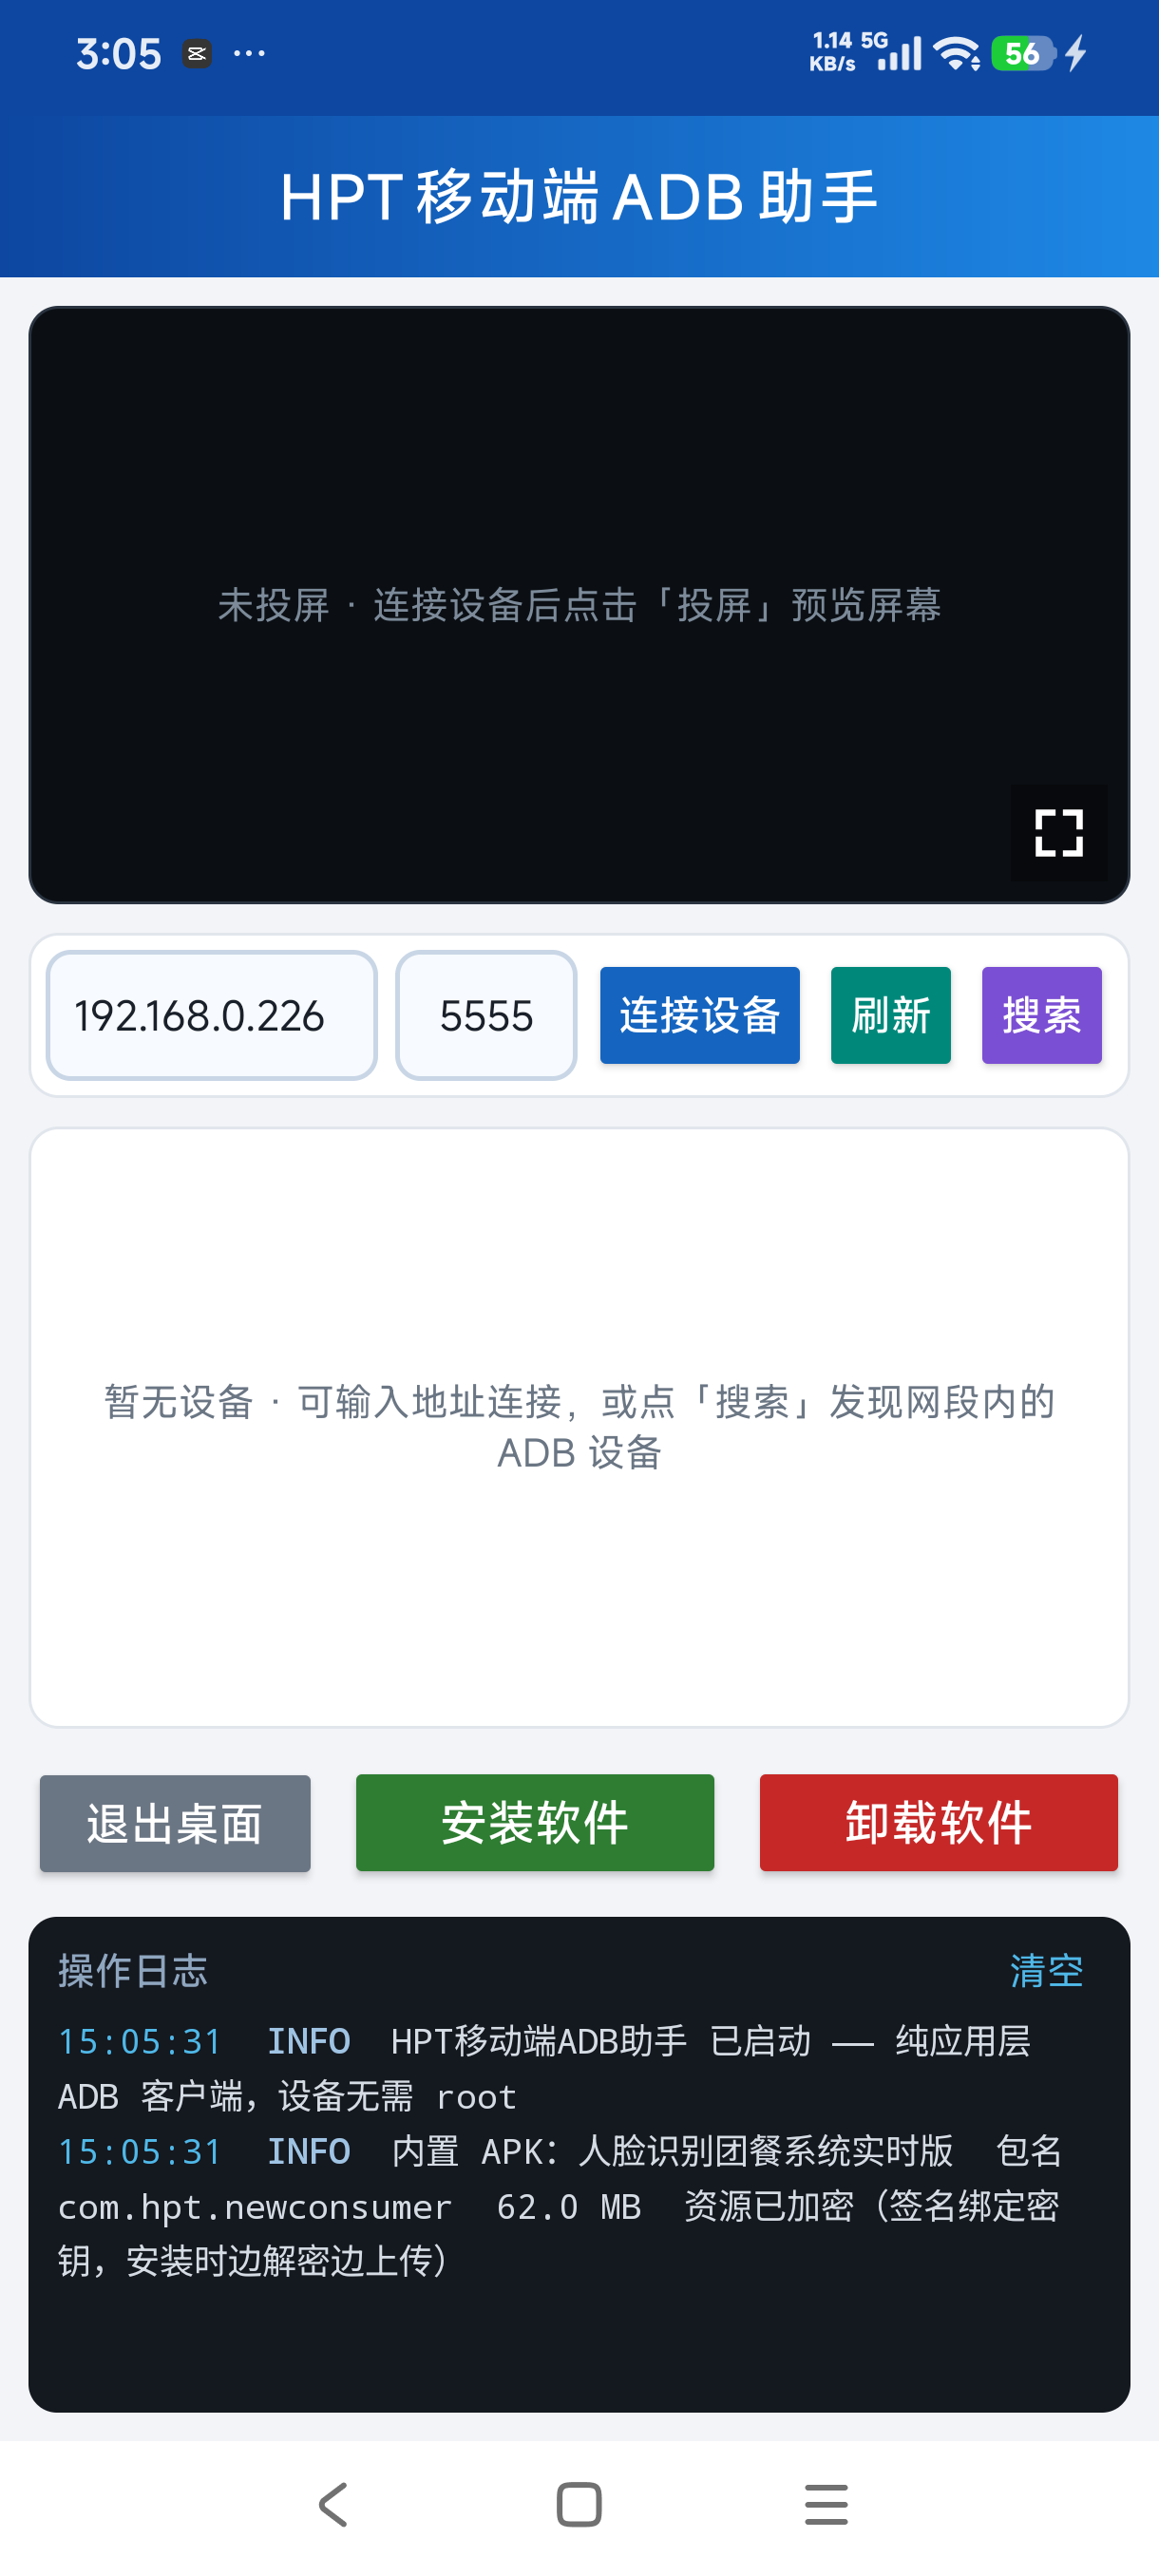 3:05 ··· 1.14 KB/s 5G 56
HPT 移动端 ADB 助手
未投屏 · 连接设备后点击「投屏」预览屏幕
192.168.0.226 5555 连接设备 刷新 搜索
暂无设备 · 可输入地址连接，或点「搜索」发现网段内的
ADB 设备
退出桌面 安装软件 卸载软件
操作日志 清空
15:05:31 INFO HPT移动端ADB助手 已启动 —— 纯应用层
ADB 客户端，设备无需 root
15:05:31 INFO 内置 APK：人脸识别团餐系统实时版 包名
com.hpt.newconsumer 62.0 MB 资源已加密（签名绑定密
钥，安装时边解密边上传）